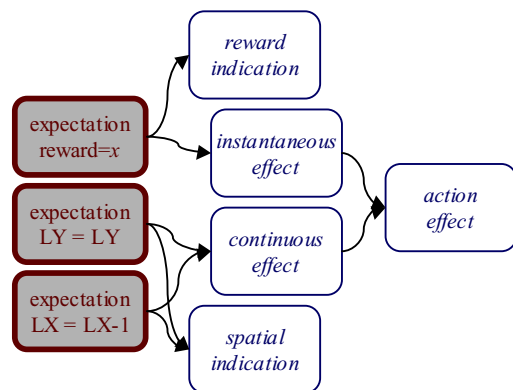 reward
indication
expectation
reward=x
instantaneous
effect
action
effect
expectation
LY = LY
continuous
effect
expectation
LX = LX-1
spatial
indication